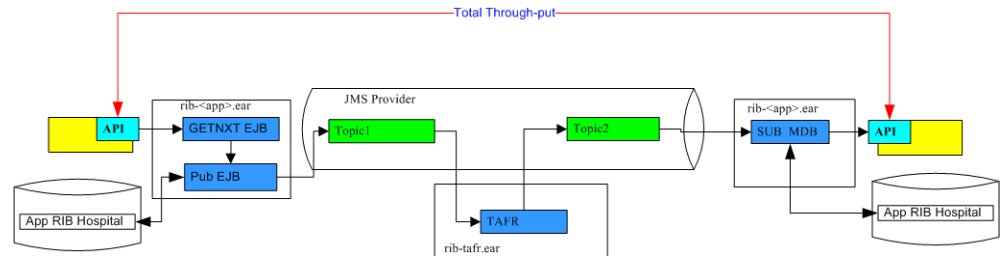 Total Through-put
rib-<app>.ear
JMS Provider
rib-<app>.ear
API
GETNXT EJB
Topic1
Topic2
SUB MDB
API
Pub EJB
App RIB Hospital
TAFR
App RIB Hospital
rib-tafr.ear